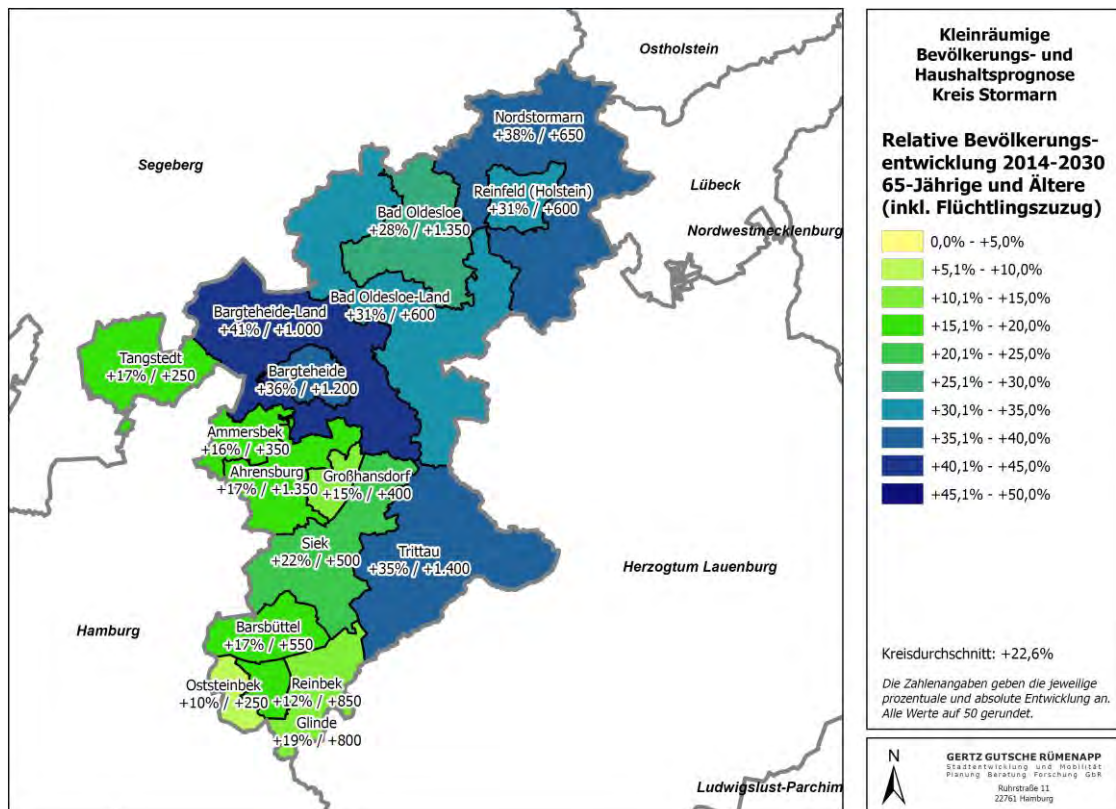 Ostholstein
Nordstormarn
+38% / +650
Segeberg
Lübeck
Reinfeld (Holstein)
+31% / +600
Bad Oldesloe
+28% / +1.350
Nordwestmecklenburg
Bad Oldesloe-Land
+31% / +600
Bargteheide-Land
+41% / +1.000
Tangstedt
+17% / +250
Bargteheide
+36% / +1.200
Ammersbek
+16% / +350
Ahrensburg
+17% / +1.350
Großhansdorf
+15% / +400
Siek
+22% / +500
Trittau
+35% / +1.400
Herzogtum Lauenburg
Hamburg
Barsbüttel
+17% / +550
Oststeinbek
+10% / +250
Reinbek
+12% / +850
Glinde
+19% / +800
Ludwigslust-Parchim
Kleinräumige
Bevölkerungs- und
Haushaltsprognose
Kreis Stormarn
Relative Bevölkerungs-
entwicklung 2014-2030
65-Jährige und Ältere
(inkl. Flüchtlingszuzug)
0,0% - +5,0%
+5,1% - +10,0%
+10,1% - +15,0%
+15,1% - +20,0%
+20,1% - +25,0%
+25,1% - +30,0%
+30,1% - +35,0%
+35,1% - +40,0%
+40,1% - +45,0%
+45,1% - +50,0%
Kreisdurchschnitt: +22,6%
Die Zahlenangaben geben die jeweilige
prozentuale und absolute Entwicklung an.
Alle Werte auf 50 gerundet.
N
GERTZ GUTSCHE RÜMENAPP
Stadtentwicklung und Mobilität
Planung Beratung Forschung GbR
Ruhrstraße 11
22761 Hamburg